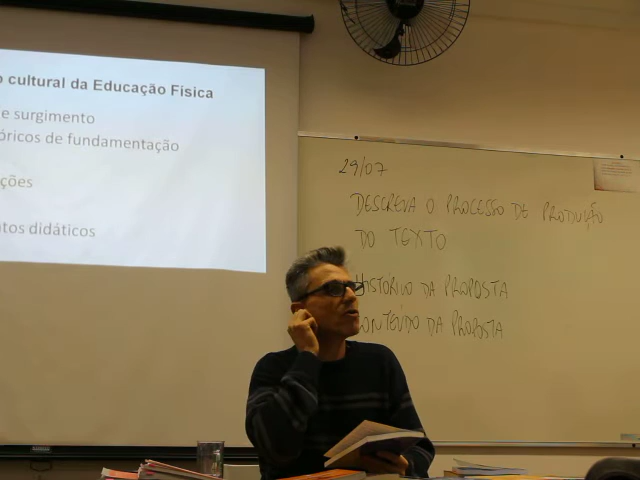 o cultural da Educação Física
e surgimento
óricos de fundamentação
ções
tos didáticos
29/07
DESCREVA O PROCESSO DE PRODUÇÃO
DO TEXTO
HISTÓRICO DA PROPOSTA
CONTEÚDO DA PROPOSTA